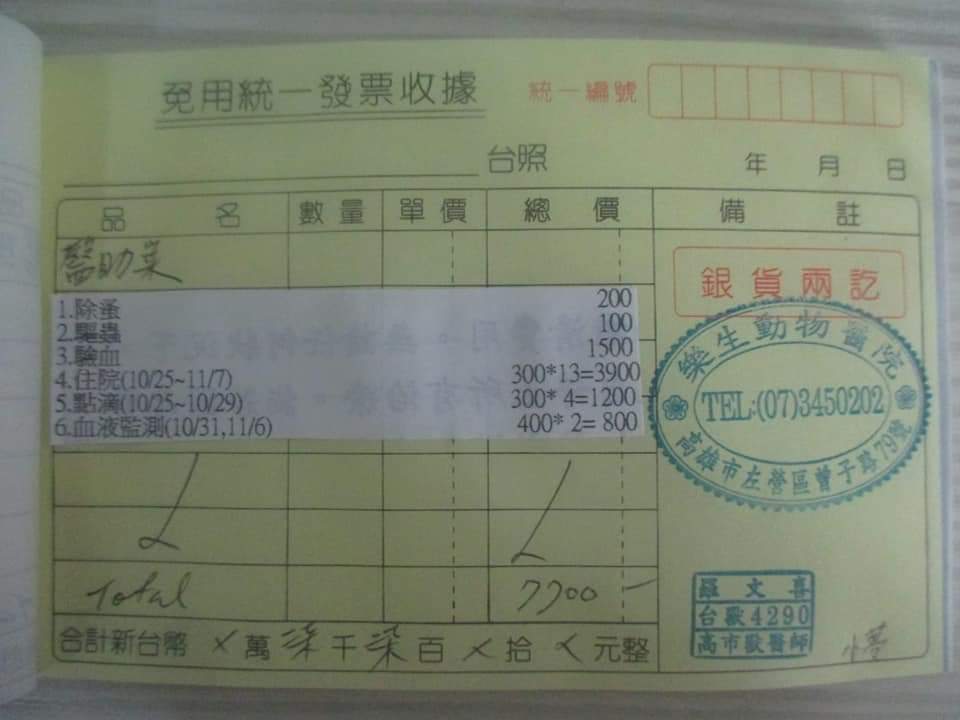 免用統一發票收據
統一編號
台照
年 月 日
品 名 數量 單價 總價 備註
醫助菜
銀貨兩訖
1.除蚤 200
2.驅蟲 100
3.驗血 1500
4.住院(10/25~11/7) 300*13=3900
5.點滴(10/25~10/29) 300* 4=1200
6.血液監測(10/31,11/6) 400* 2= 800
樂生動物醫院
TEL:(07)3450202
高雄市左營區曾子路79號
Total 7700
羅文喜
台獸4290
高市獸醫師
合計新台幣 ㄨ 萬 柒 千 柒 百 ㄨ 拾 ㄨ 元整